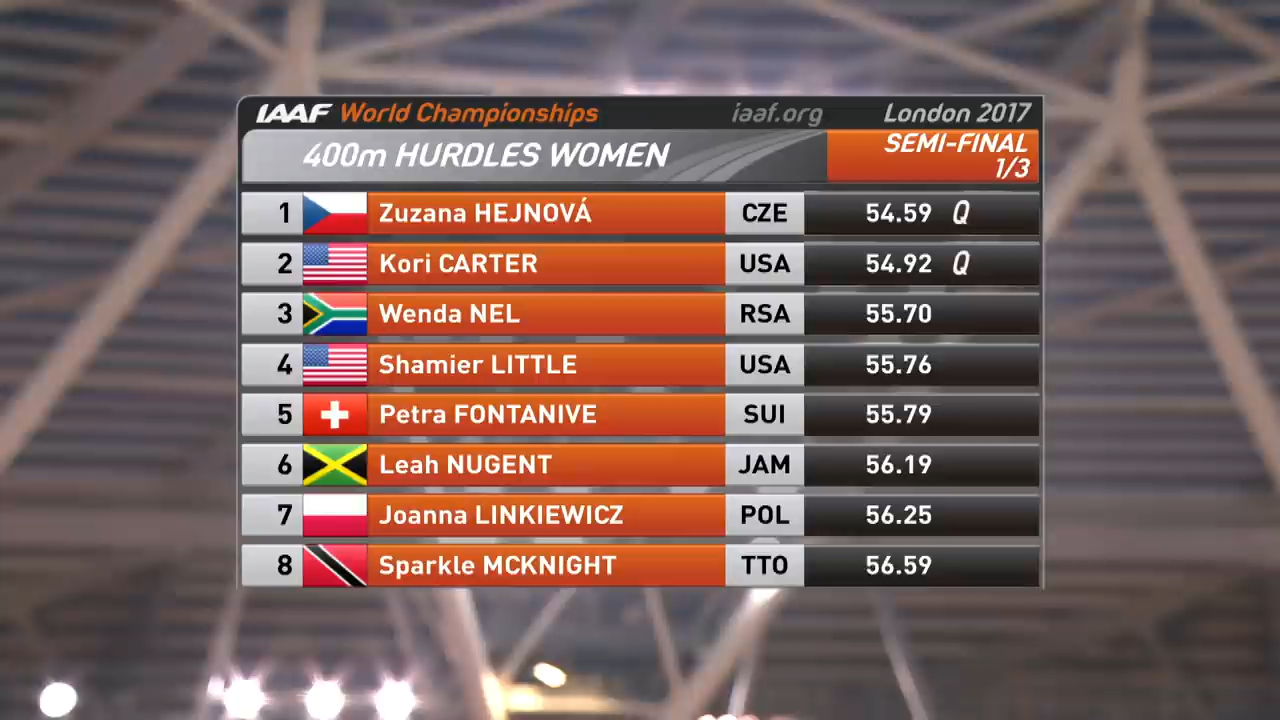 IAAF World Championships iaaf.org London 2017
400m HURDLES WOMEN SEMI-FINAL 1/3
1 Zuzana HEJNOVÁ CZE 54.59 Q
2 Kori CARTER USA 54.92 Q
3 Wenda NEL RSA 55.70
4 Shamier LITTLE USA 55.76
5 Petra FONTANIVE SUI 55.79
6 Leah NUGENT JAM 56.19
7 Joanna LINKIEWICZ POL 56.25
8 Sparkle MCKNIGHT TTO 56.59